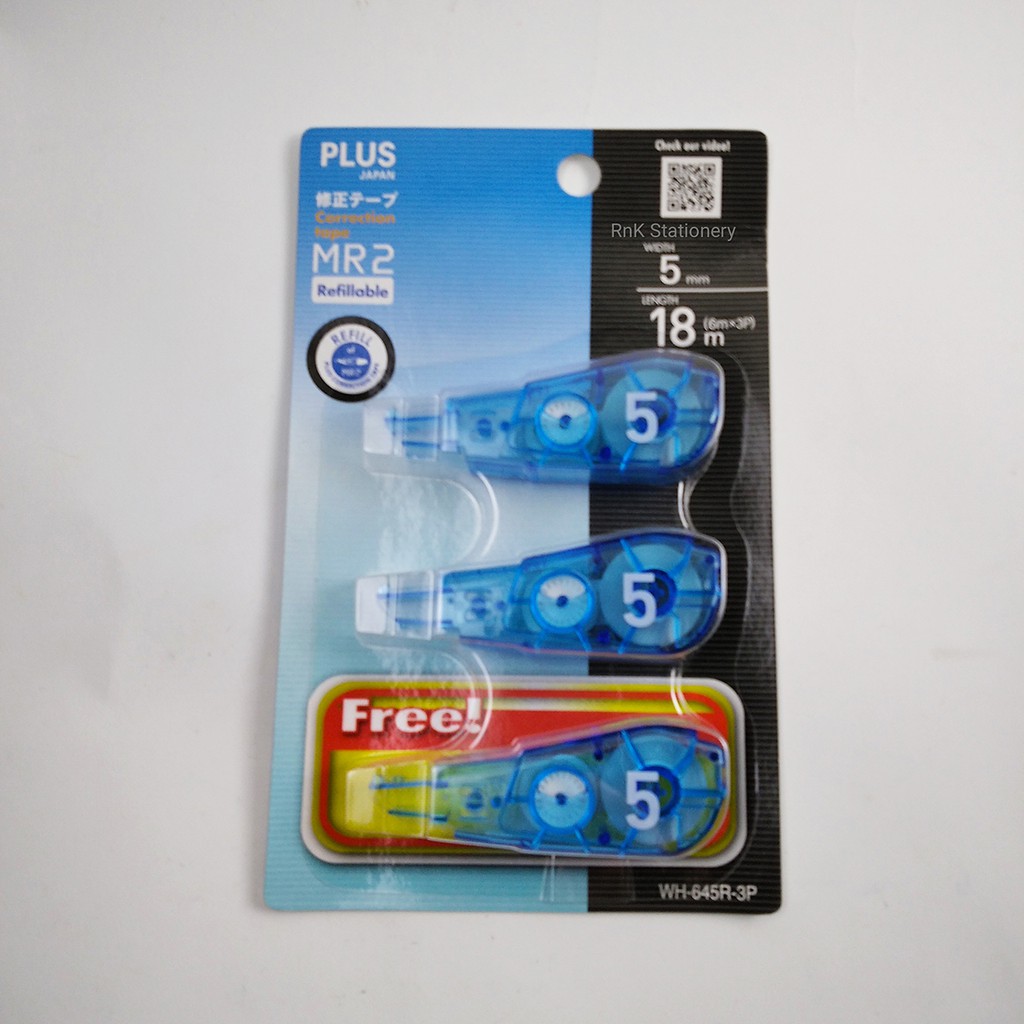 PLUS
JAPAN
修正テープ
Correction
tape
MR2
Refillable
REFILL
Check our video!
RnK Stationery
WIDTH
5 mm
LENGTH
18 m (6m×3P)
5
5
Free!
5
WH-645R-3P